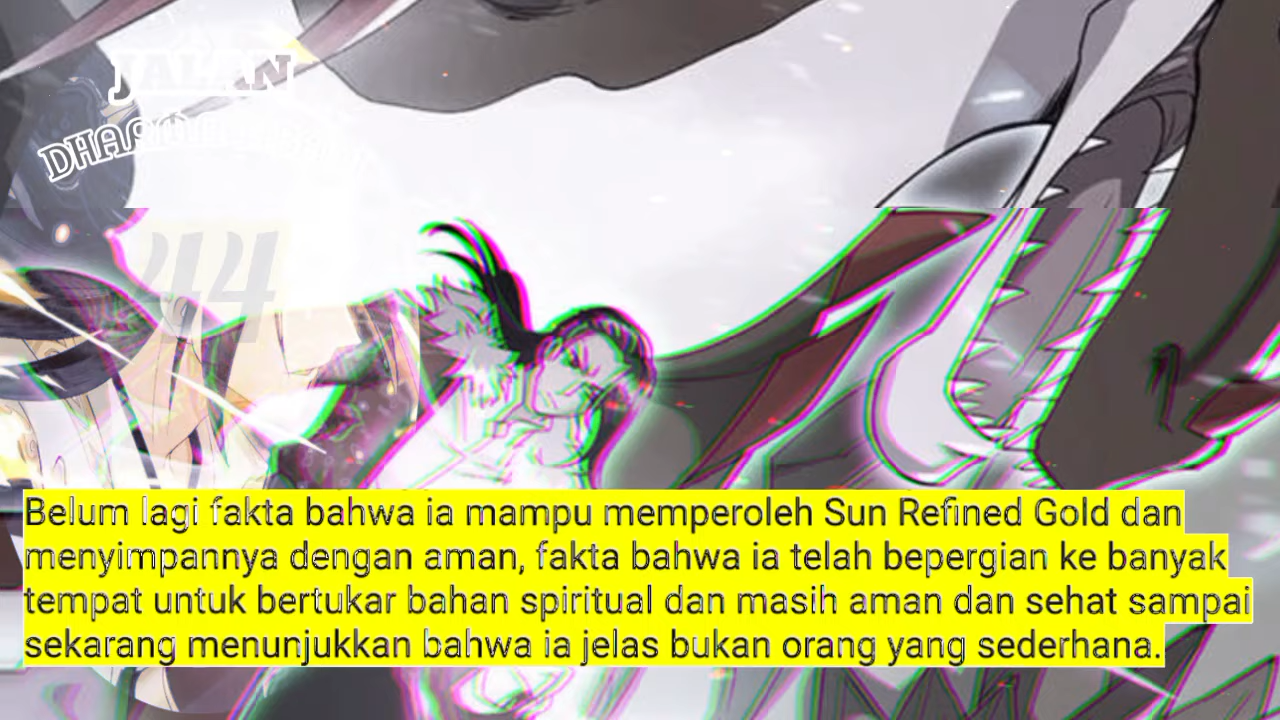 JALAN
44
Belum lagi fakta bahwa ia mampu memperoleh Sun Refined Gold dan
menyimpannya dengan aman, fakta bahwa ia telah bepergian ke banyak
tempat untuk bertukar bahan spiritual dan masih aman dan sehat sampai
sekarang menunjukkan bahwa ia jelas bukan orang yang sederhana.